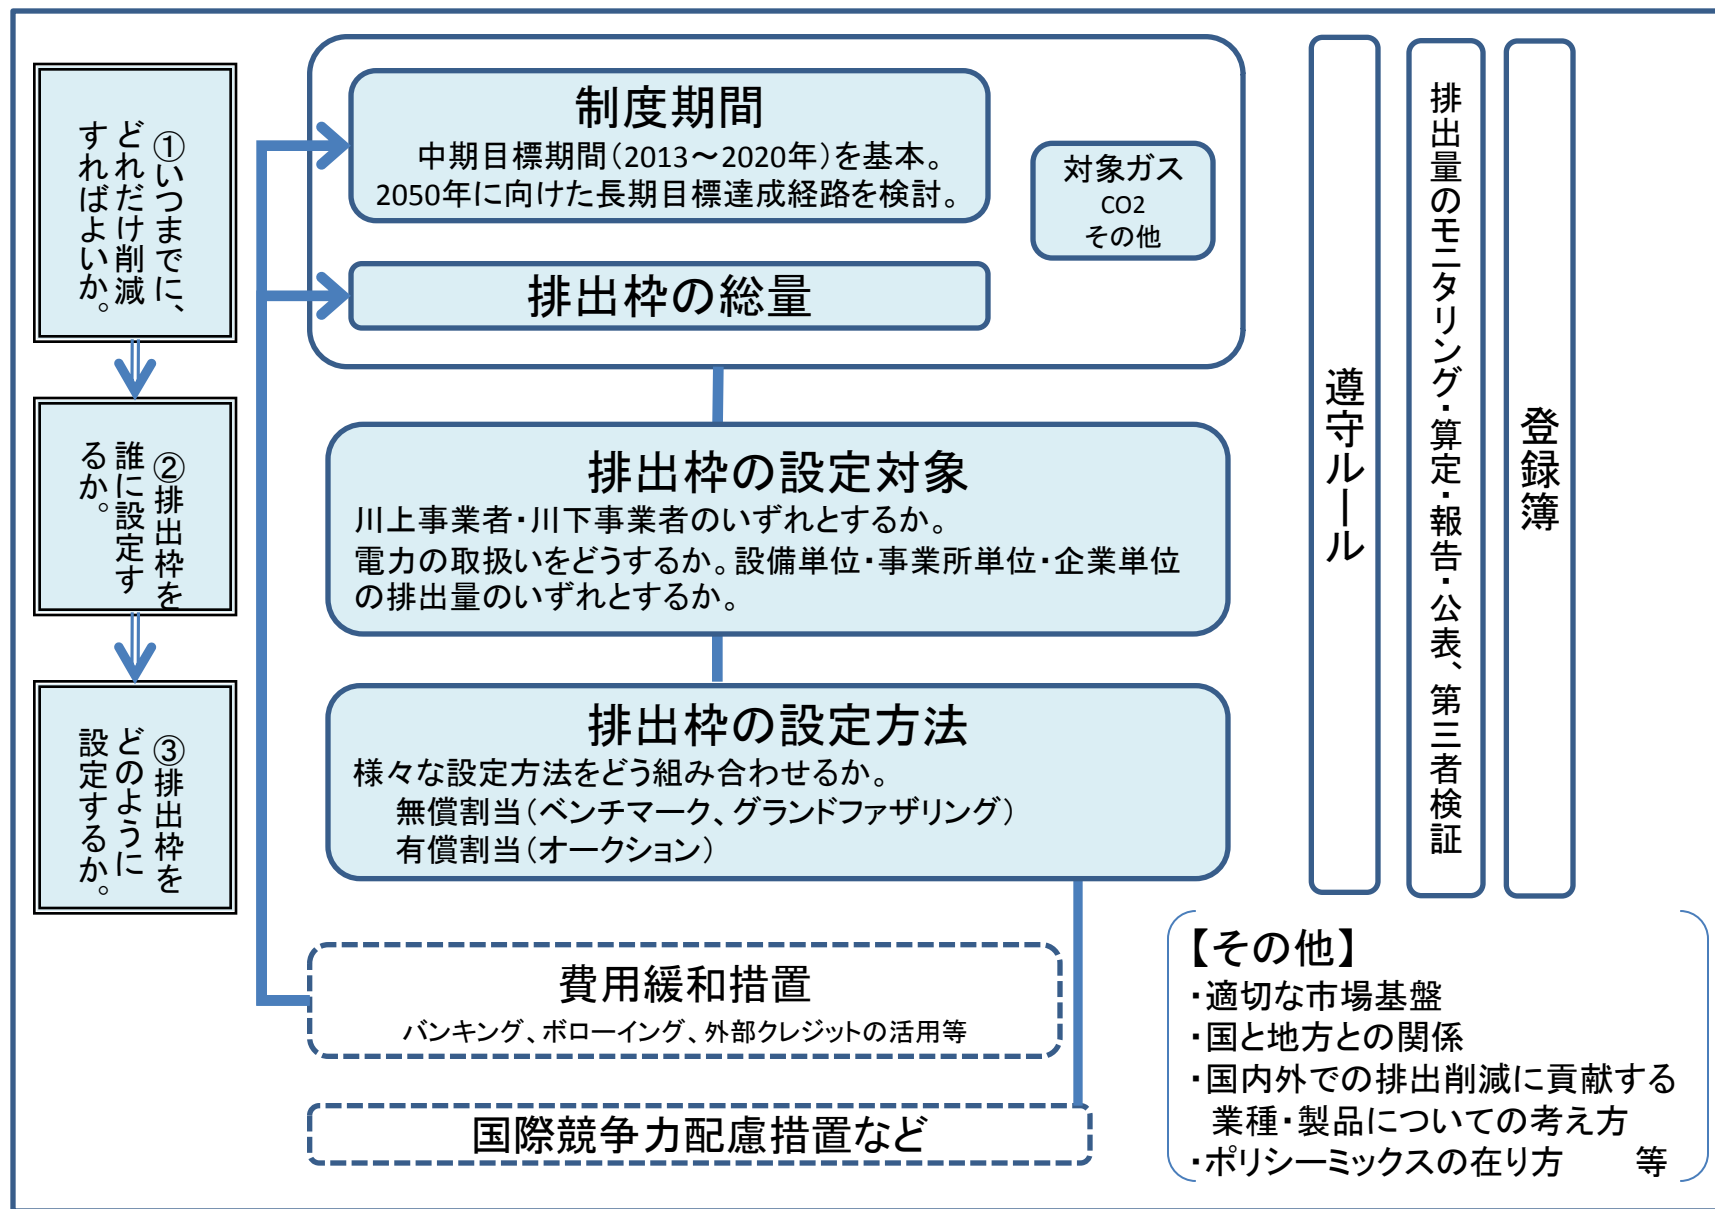 ①いつまでに、
どれだけ削減
すればよいか。
②排出枠を
誰に設定す
るか。
③排出枠を
どのように
設定するか。
制度期間
中期目標期間（2013～2020年）を基本。
2050年に向けた長期目標達成経路を検討。
対象ガス
CO2
その他
排出枠の総量
排出枠の設定対象
川上事業者・川下事業者のいずれとするか。
電力の取扱いをどうするか。設備単位・事業所単位・企業単位
の排出量のいずれとするか。
排出枠の設定方法
様々な設定方法をどう組み合わせるか。
無償割当（ベンチマーク、グランドファザリング）
有償割当（オークション）
費用緩和措置
バンキング、ボローイング、外部クレジットの活用等
国際競争力配慮措置など
遵守ルール
排出量のモニタリング・算定・報告・公表、第三者検証
登録簿
【その他】
・適切な市場基盤
・国と地方との関係
・国内外での排出削減に貢献する
業種・製品についての考え方
・ポリシーミックスの在り方　　等